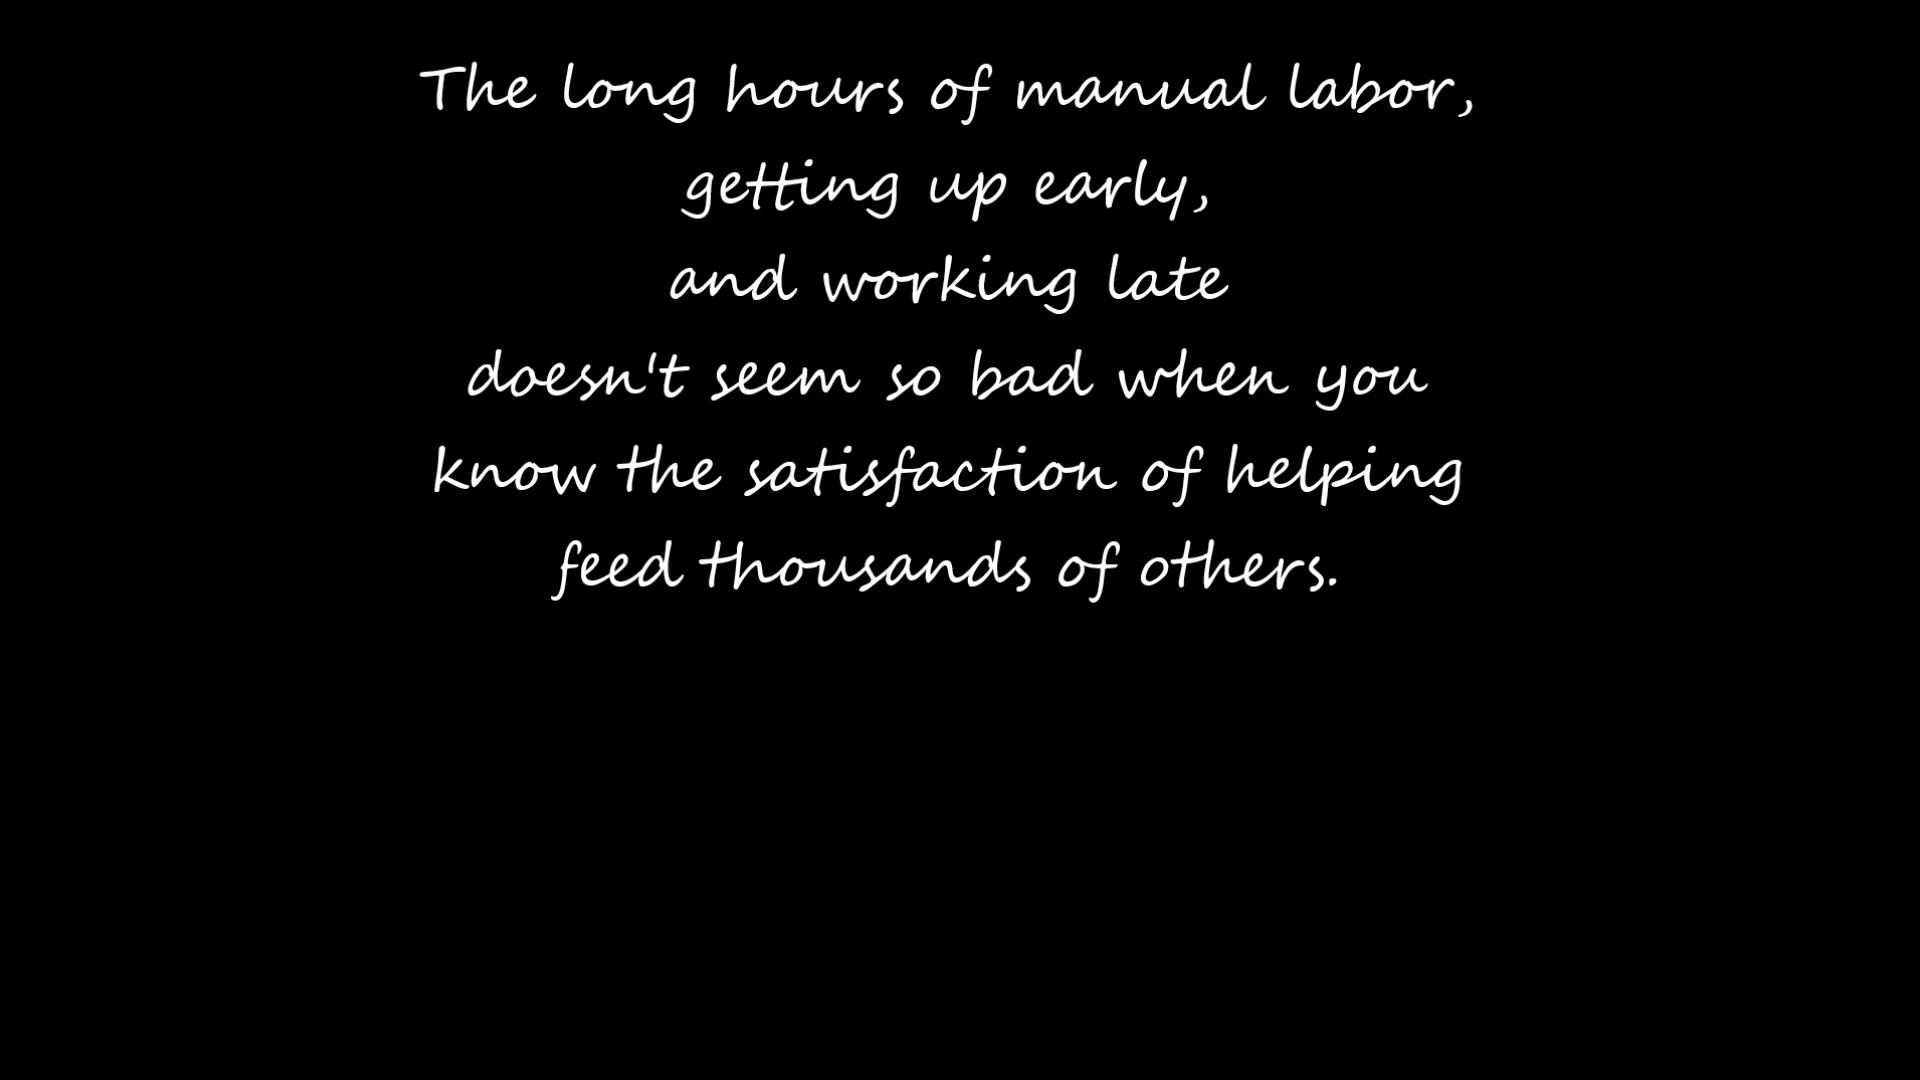 The long hours of manual labor,
getting up early,
and working late
doesn't seem so bad when you
know the satisfaction of helping
feed thousands of others.